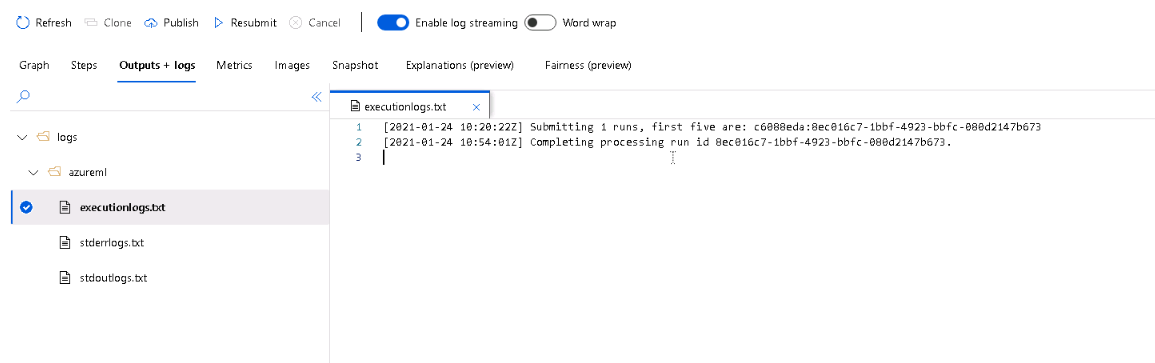 Refresh Clone Publish Resubmit Cancel Enable log streaming Word wrap
Graph Steps Outputs + logs Metrics Images Snapshot Explanations (preview) Fairness (preview)
executionlogs.txt
logs
azureml
executionlogs.txt
stderrlogs.txt
stdoutlogs.txt
1 [2021-01-24 10:20:22Z] Submitting 1 runs, first five are: c6088eda:8ec016c7-1bbf-4923-bbfc-080d2147b673
2 [2021-01-24 10:54:01Z] Completing processing run id 8ec016c7-1bbf-4923-bbfc-080d2147b673.
3